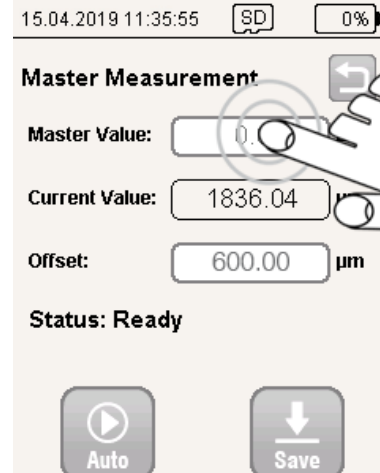 15.04.2019 11:35:55 SD 0%
Master Measurement
Master Value:
Current Value: 1836.04
Offset: 600.00 µm
Status: Ready
Auto Save